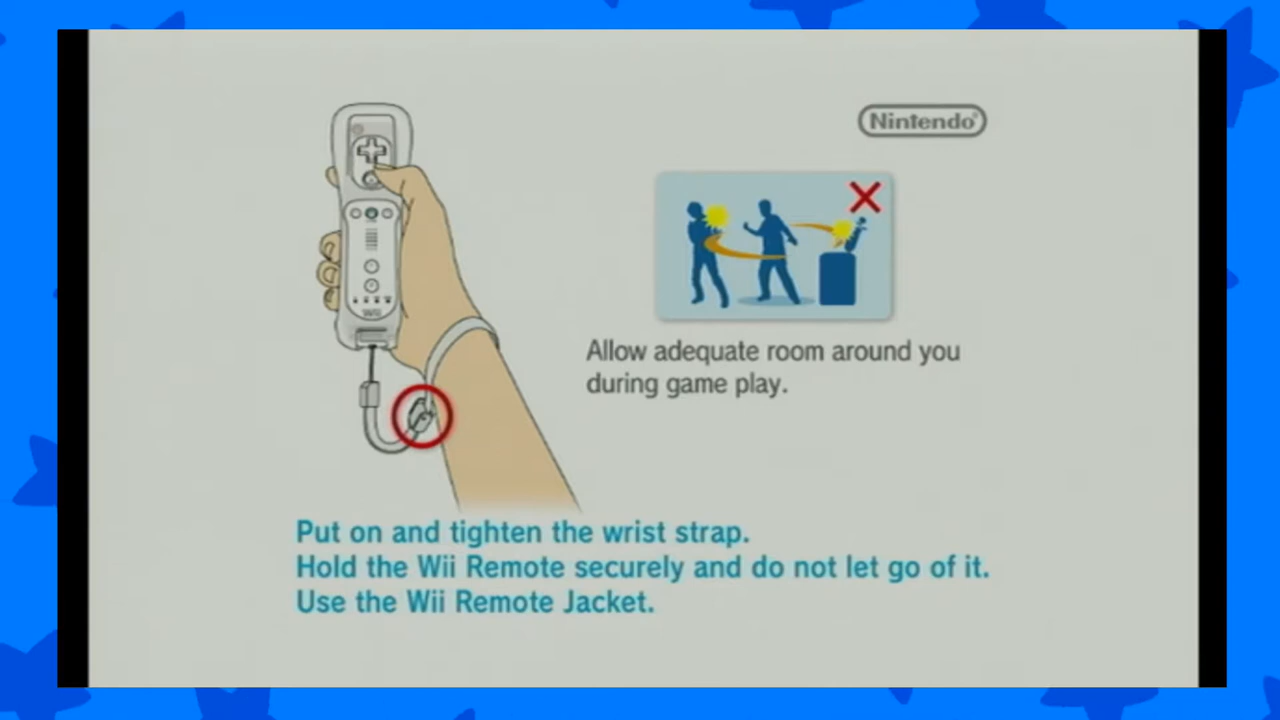 Nintendo
Allow adequate room around you
during game play.
Wii
Put on and tighten the wrist strap.
Hold the Wii Remote securely and do not let go of it.
Use the Wii Remote Jacket.